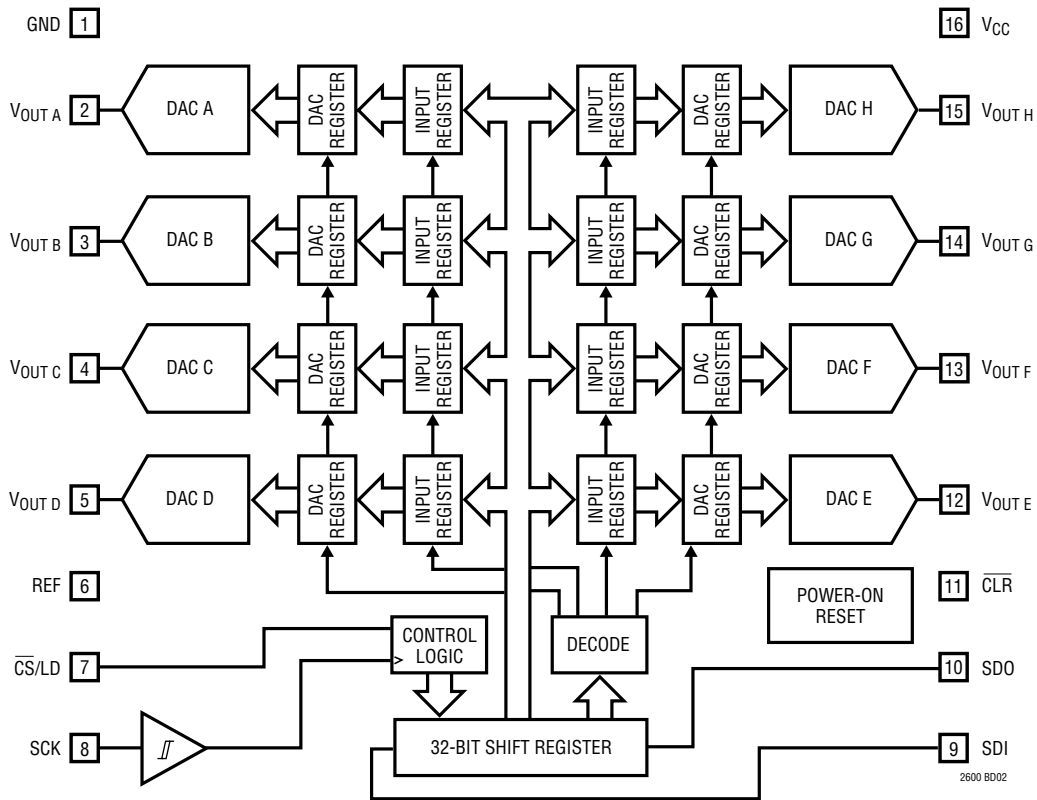 GND 1
16 VCC
VOUT A 2 DAC A DAC REGISTER INPUT REGISTER INPUT REGISTER DAC REGISTER DAC H 15 VOUT H
VOUT B 3 DAC B DAC REGISTER INPUT REGISTER INPUT REGISTER DAC REGISTER DAC G 14 VOUT G
VOUT C 4 DAC C DAC REGISTER INPUT REGISTER INPUT REGISTER DAC REGISTER DAC F 13 VOUT F
VOUT D 5 DAC D DAC REGISTER INPUT REGISTER INPUT REGISTER DAC REGISTER DAC E 12 VOUT E
REF 6
POWER-ON
RESET
11 C̅L̅R̅
C̅S̅/LD 7
CONTROL
LOGIC
>
DECODE
10 SDO
SCK 8
32-BIT SHIFT REGISTER
9 SDI
2600 BD02